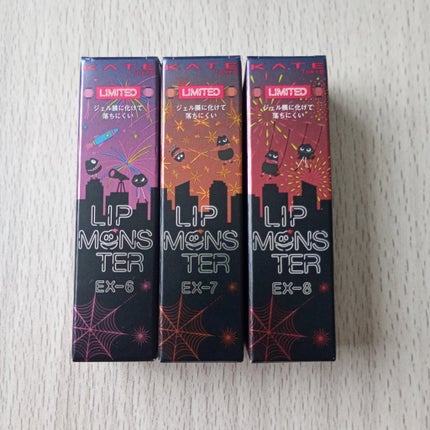 KATE
TOKYO
LIMITED
ジェル膜に化けて
落ちにくい
LIP
MONS
TER
EX-6
KATE
TOKYO
LIMITED
ジェル膜に化けて
落ちにくい
LIP
MONS
TER
EX-7
KATE
TOKYO
LIMITED
ジェル膜に化けて
落ちにくい
LIP
MONS
TER
EX-8